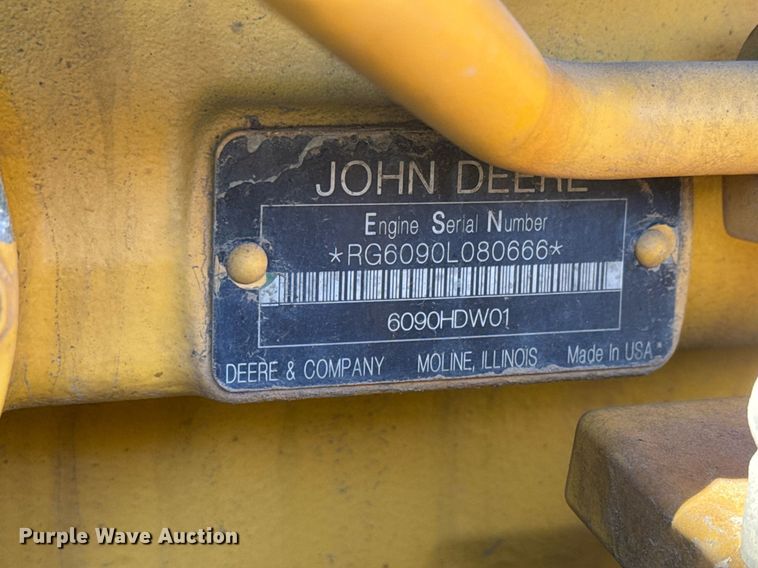 JOHN DEERE
Engine Serial Number
*RG6090L080666*
6090HDW01
DEERE & COMPANY MOLINE, ILLINOIS Made In USA
Purple Wave Auction